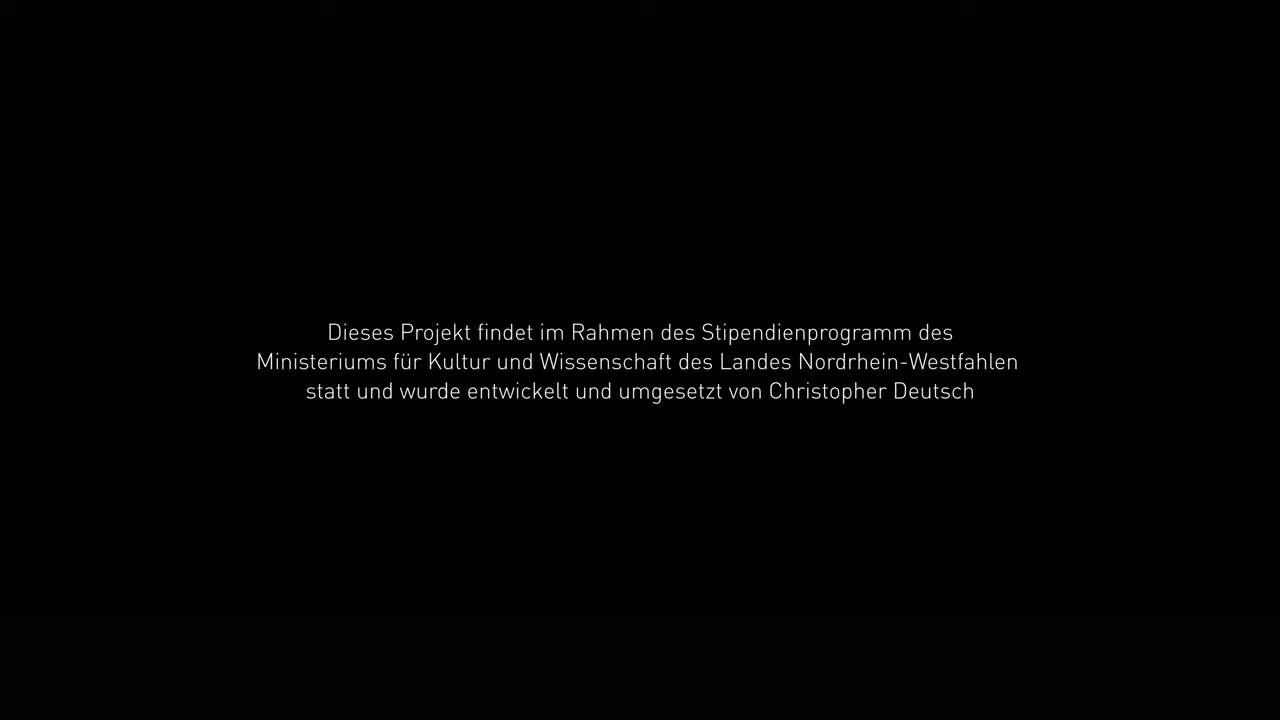 Dieses Projekt findet im Rahmen des Stipendienprogramm des
Ministeriums für Kultur und Wissenschaft des Landes Nordrhein-Westfahlen
statt und wurde entwickelt und umgesetzt von Christopher Deutsch